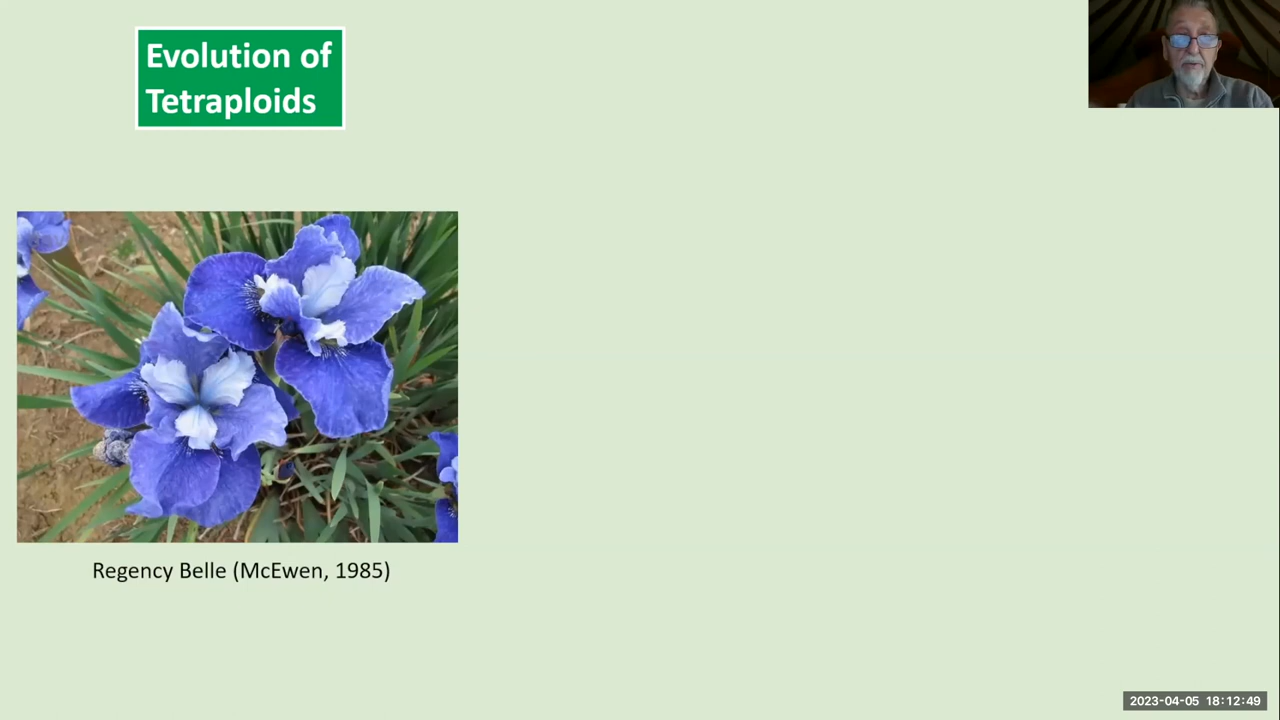 Evolution of
Tetraploids
Regency Belle (McEwen, 1985)
2023-04-05 18:12:49